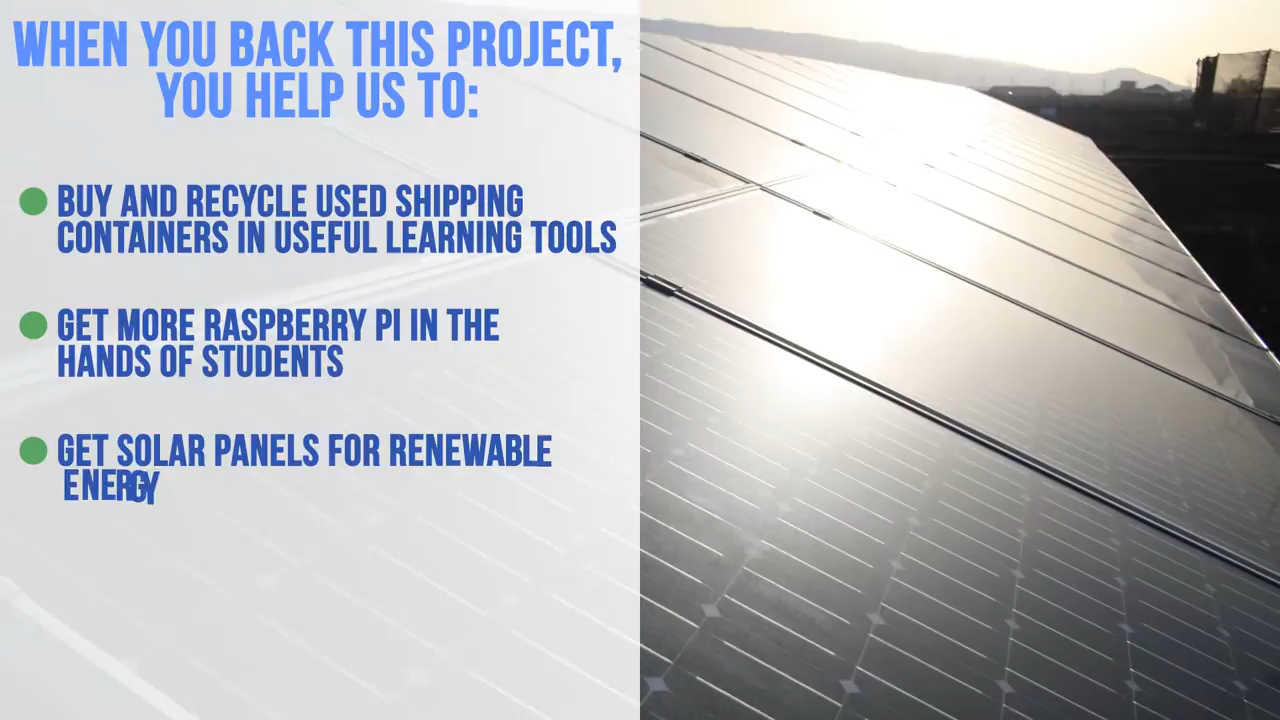 WHEN YOU BACK THIS PROJECT,
YOU HELP US TO:
BUY AND RECYCLE USED SHIPPING
CONTAINERS IN USEFUL LEARNING TOOLS
GET MORE RASPBERRY PI IN THE
HANDS OF STUDENTS
GET SOLAR PANELS FOR RENEWABLE
ENERGY